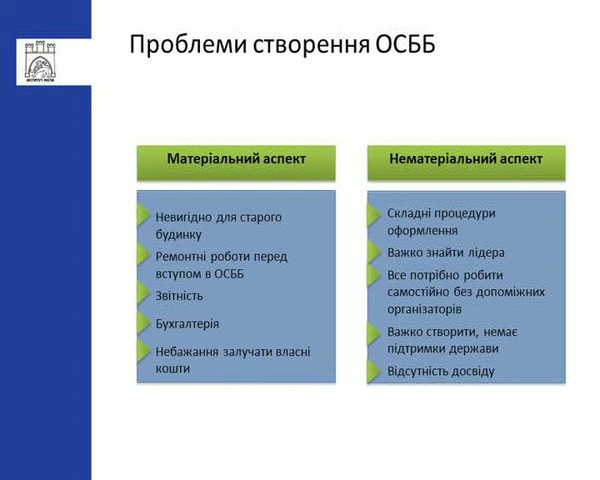 Проблеми створення ОСББ
ІНСТИТУТ МІСТА
Матеріальний аспект
Невигідно для старого
будинку
Ремонтні роботи перед
вступом в ОСББ
Звітність
Бухгалтерія
Небажання залучати власні
кошти
Нематеріальний аспект
Складні процедури
оформлення
Важко знайти лідера
Все потрібно робити
самостійно без допоміжних
організаторів
Важко створити, немає
підтримки держави
Відсутність досвіду